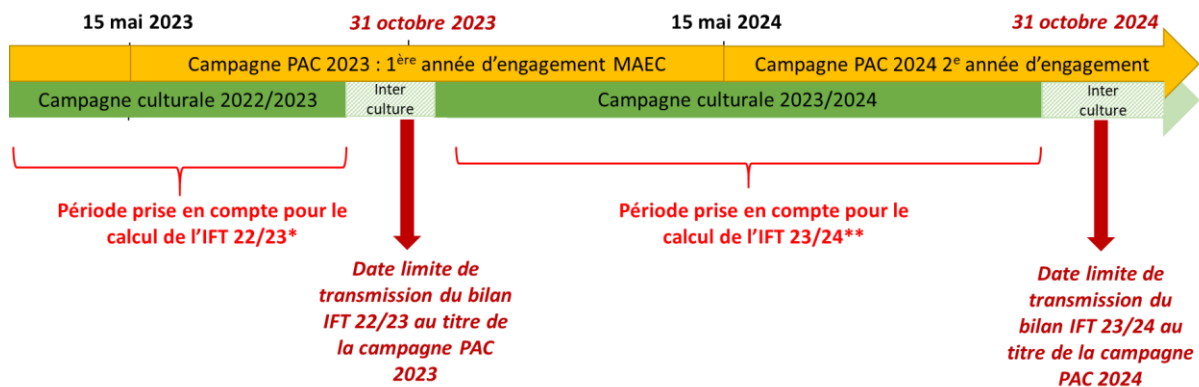 15 mai 2023
31 octobre 2023
15 mai 2024
31 octobre 2024
Campagne PAC 2023 : 1ère année d’engagement MAEC
Campagne PAC 2024 2e année d’engagement
Campagne culturale 2022/2023
Inter
culture
Campagne culturale 2023/2024
Inter
culture
Période prise en compte pour le
calcul de l’IFT 22/23*
Période prise en compte pour le
calcul de l’IFT 23/24**
Date limite de
transmission du bilan
IFT 22/23 au titre de
la campagne PAC
2023
Date limite de
transmission du
bilan IFT 23/24 au
titre de la campagne
PAC 2024